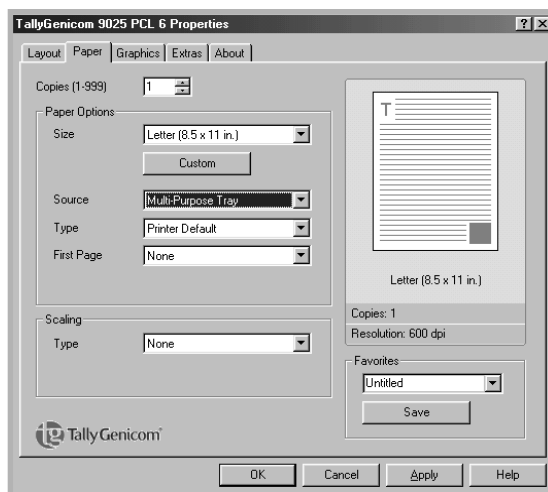 TallyGenicom 9025 PCL 6 Properties
? ×
Layout Paper Graphics Extras About
Copies (1-999) 1
Paper Options
Size Letter (8.5 x 11 in.)
Custom
Source Multi-Purpose Tray
Type Printer Default
First Page None
Scaling
Type None
TallyGenicom
T
Letter (8.5 x 11 in.)
Copies: 1
Resolution: 600 dpi
Favorites
Untitled
Save
OK Cancel Apply Help